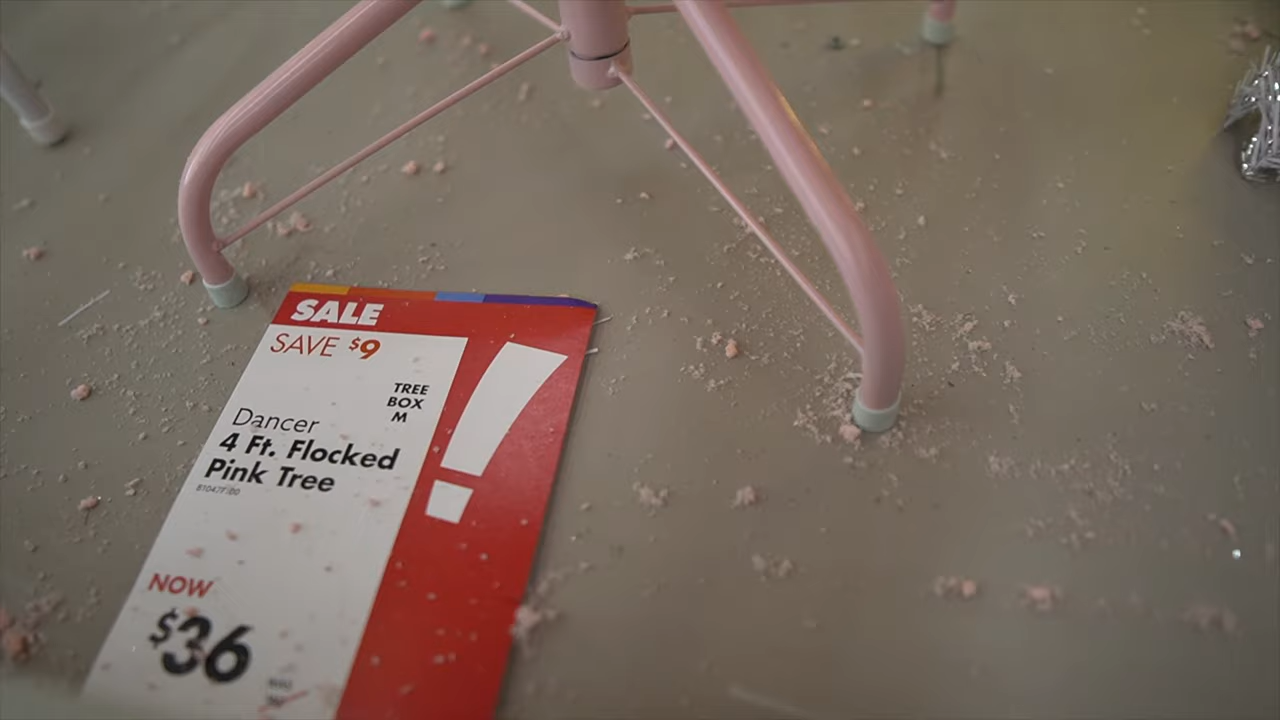 SALE
SAVE $9
TREE
BOX
M
Dancer
4 Ft. Flocked
Pink Tree
NOW
$36